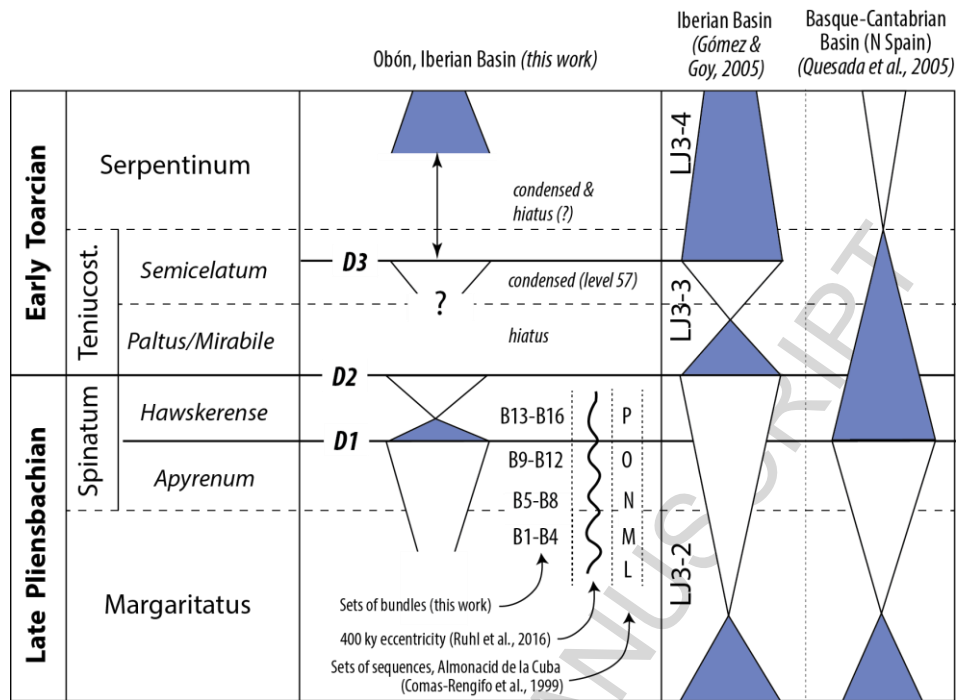 Obón, Iberian Basin (this work)
Iberian Basin
(Gómez &
Goy, 2005)
Basque-Cantabrian
Basin (N Spain)
(Quesada et al., 2005)
Early Toarcian
Serpentinum
condensed &
hiatus (?)
LJ3-4
Teniucost.
Semicelatum
D3
?
condensed (level 57)
LJ3-3
Paltus/Mirabile
hiatus
D2
Late Pliensbachian
Spinatum
Hawskerense
B13-B16
P
D1
Apyrenum
B9-B12
O
B5-B8
N
B1-B4
M
L
LJ3-2
Margaritatus
Sets of bundles (this work)
400 ky eccentricity (Ruhl et al., 2016)
Sets of sequences, Almonacid de la Cuba
(Comas-Rengifo et al., 1999)
ANUSCRIPT